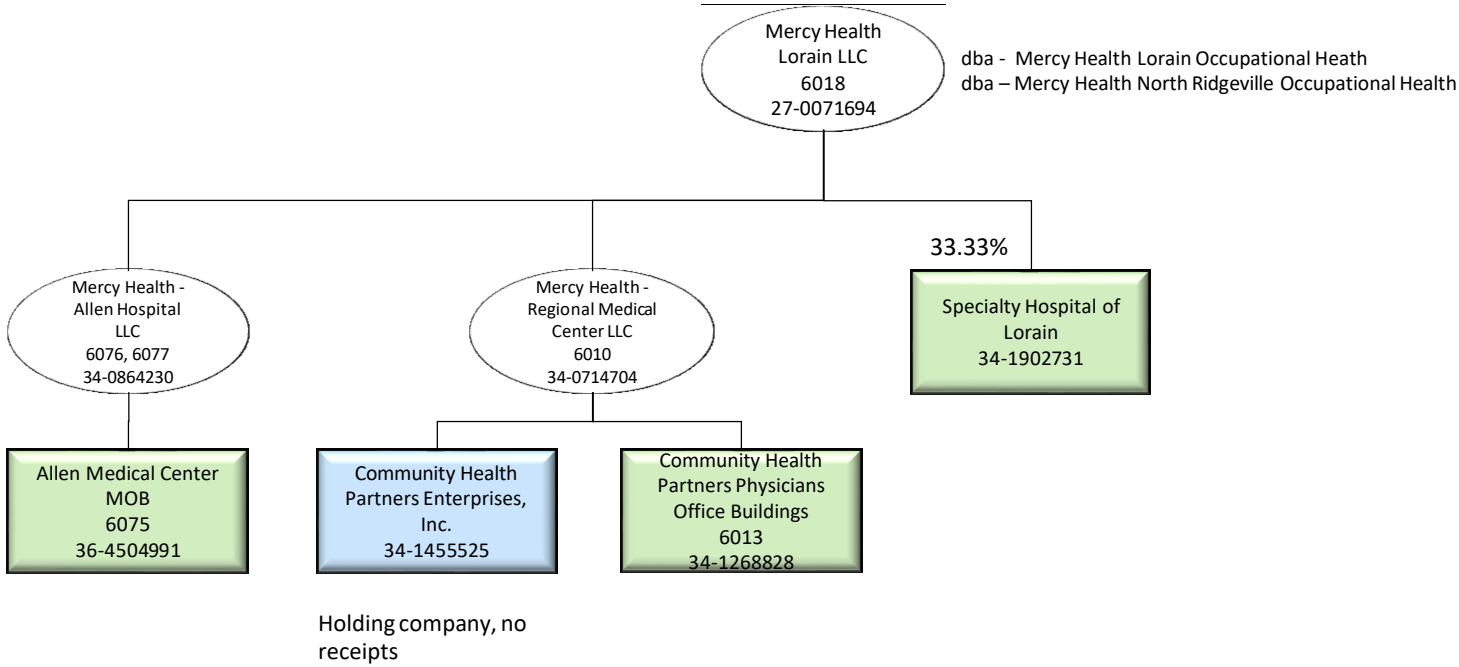 Mercy Health
Lorain LLC
6018
27-0071694
dba - Mercy Health Lorain Occupational Heath
dba – Mercy Health North Ridgeville Occupational Health
33.33%
Mercy Health -
Allen Hospital
LLC
6076, 6077
34-0864230
Mercy Health -
Regional Medical
Center LLC
6010
34-0714704
Specialty Hospital of
Lorain
34-1902731
Allen Medical Center
MOB
6075
36-4504991
Community Health
Partners Enterprises,
Inc.
34-1455525
Community Health
Partners Physicians
Office Buildings
6013
34-1268828
Holding company, no
receipts